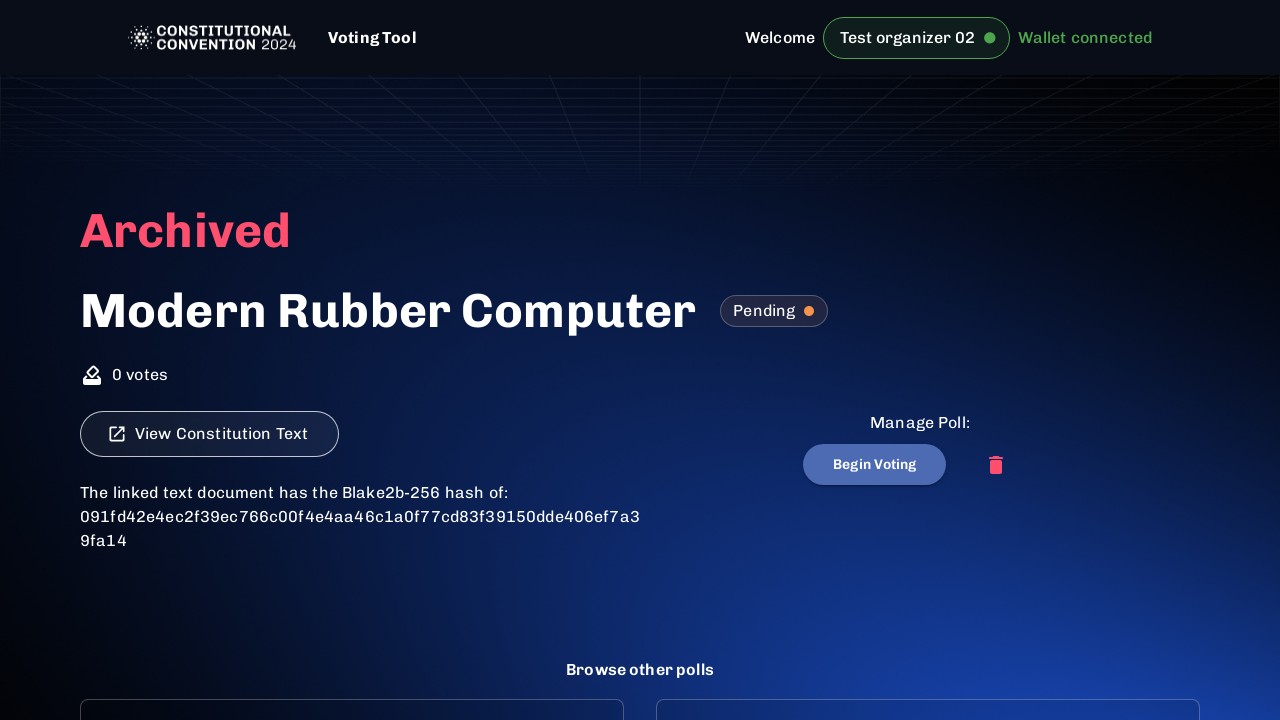 CONSTITUTIONAL
CONVENTION 2024
Voting Tool
Welcome
Test organizer 02
Wallet connected
Archived
Modern Rubber Computer
Pending
0 votes
View Constitution Text
Manage Poll:
Begin Voting
The linked text document has the Blake2b-256 hash of:
091fd42e4ec2f39ec766c00f4e4aa46c1a0f77cd83f39150dde406ef7a3
9fa14
Browse other polls